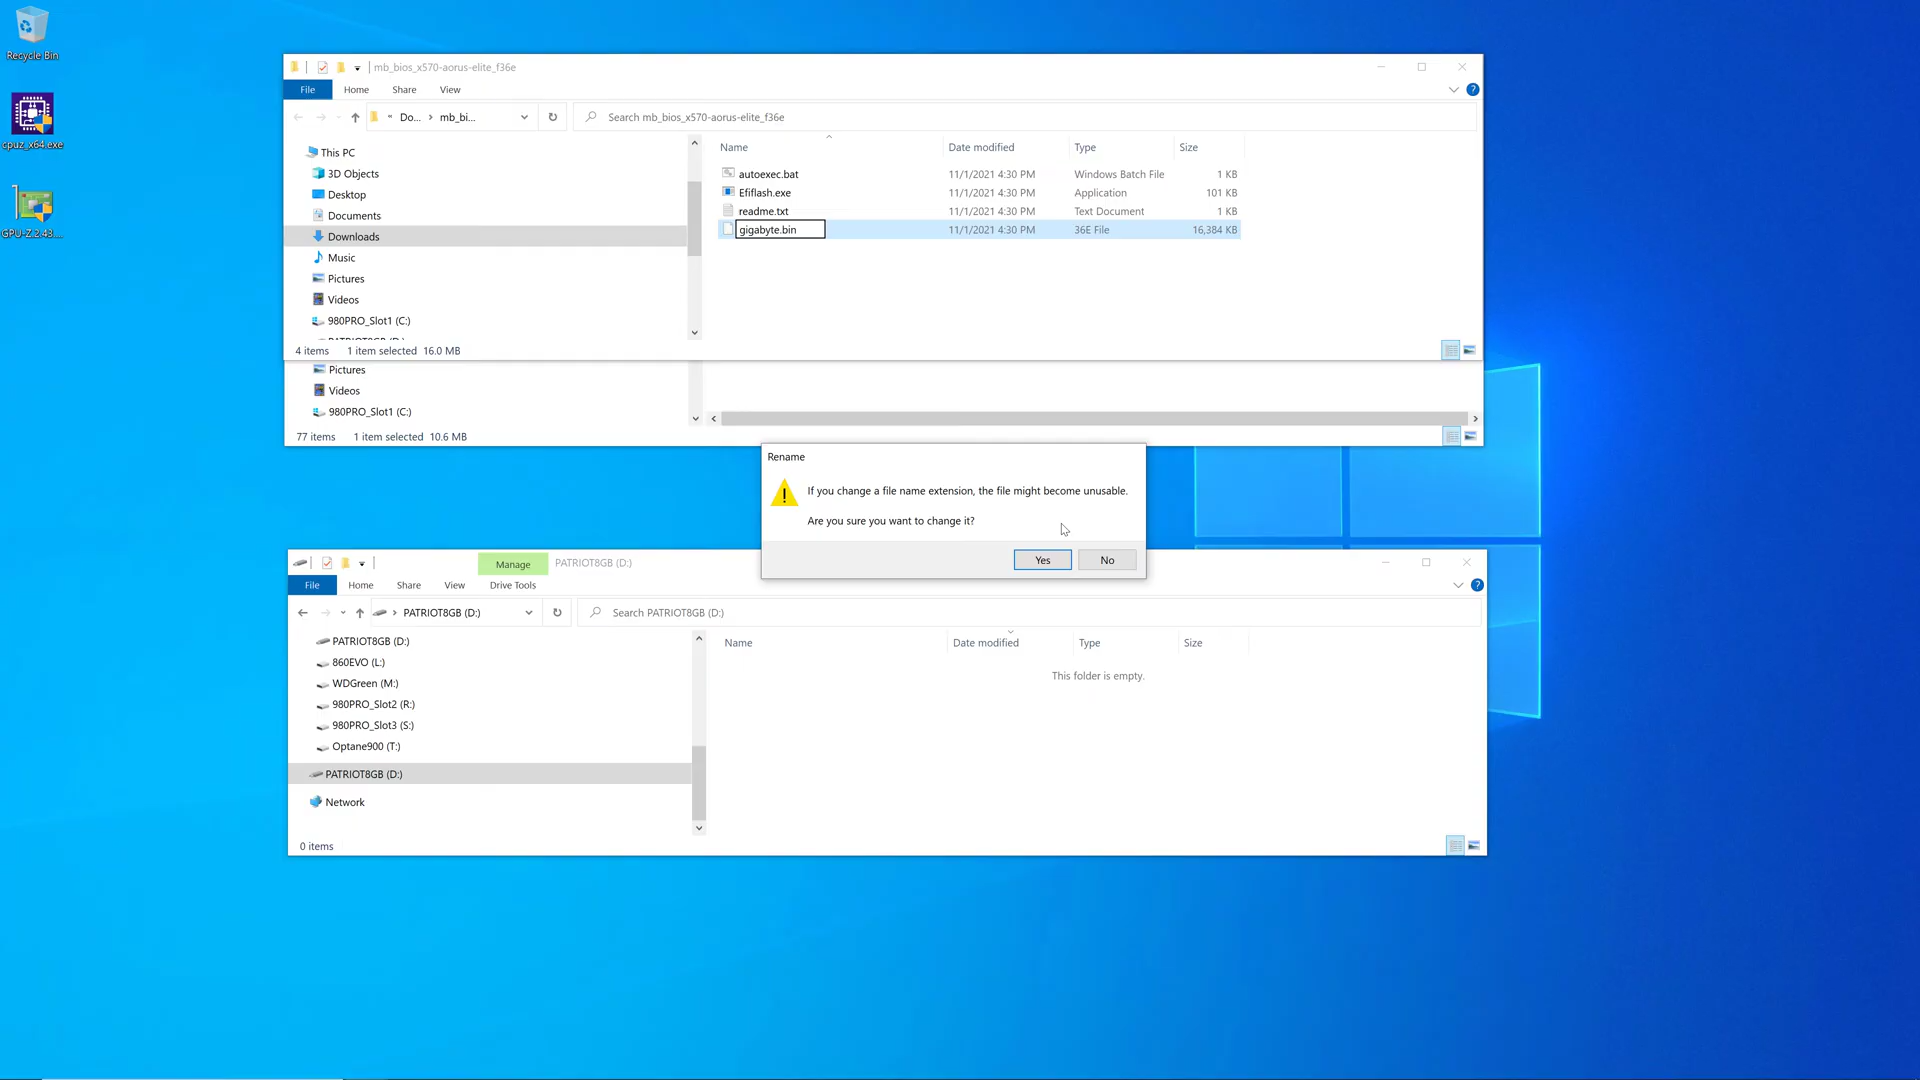 Recycle Bin
cpuz_x64.exe
GPU-Z.2.43....
mb_bios_x570-aorus-elite_f36e
File
Home
Share
View
?
« Do... > mb_bi...
Search mb_bios_x570-aorus-elite_f36e
This PC
3D Objects
Desktop
Documents
Downloads
Music
Pictures
Videos
980PRO_Slot1 (C:)
PATRIOT8GB (D:)
Name
Date modified
Type
Size
autoexec.bat
11/1/2021 4:30 PM
Windows Batch File
1 KB
Efiflash.exe
11/1/2021 4:30 PM
Application
101 KB
readme.txt
11/1/2021 4:30 PM
Text Document
1 KB
gigabyte.bin
11/1/2021 4:30 PM
36E File
16,384 KB
4 items
1 item selected
16.0 MB
Pictures
Videos
980PRO_Slot1 (C:)
77 items
1 item selected
10.6 MB
Rename
If you change a file name extension, the file might become unusable.
Are you sure you want to change it?
Yes
No
Manage
PATRIOT8GB (D:)
File
Home
Share
View
Drive Tools
?
> PATRIOT8GB (D:)
Search PATRIOT8GB (D:)
PATRIOT8GB (D:)
860EVO (L:)
WDGreen (M:)
980PRO_Slot2 (R:)
980PRO_Slot3 (S:)
Optane900 (T:)
PATRIOT8GB (D:)
Network
Name
Date modified
Type
Size
This folder is empty.
0 items